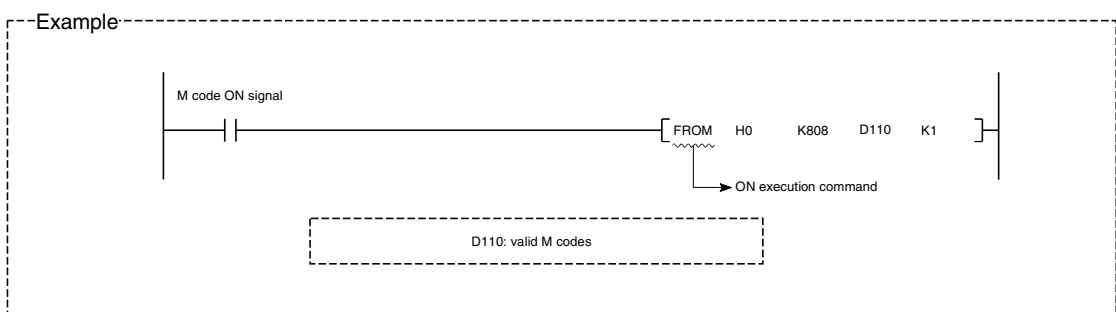 Example
M code ON signal
FROM H0 K808 D110 K1
ON execution command
D110: valid M codes